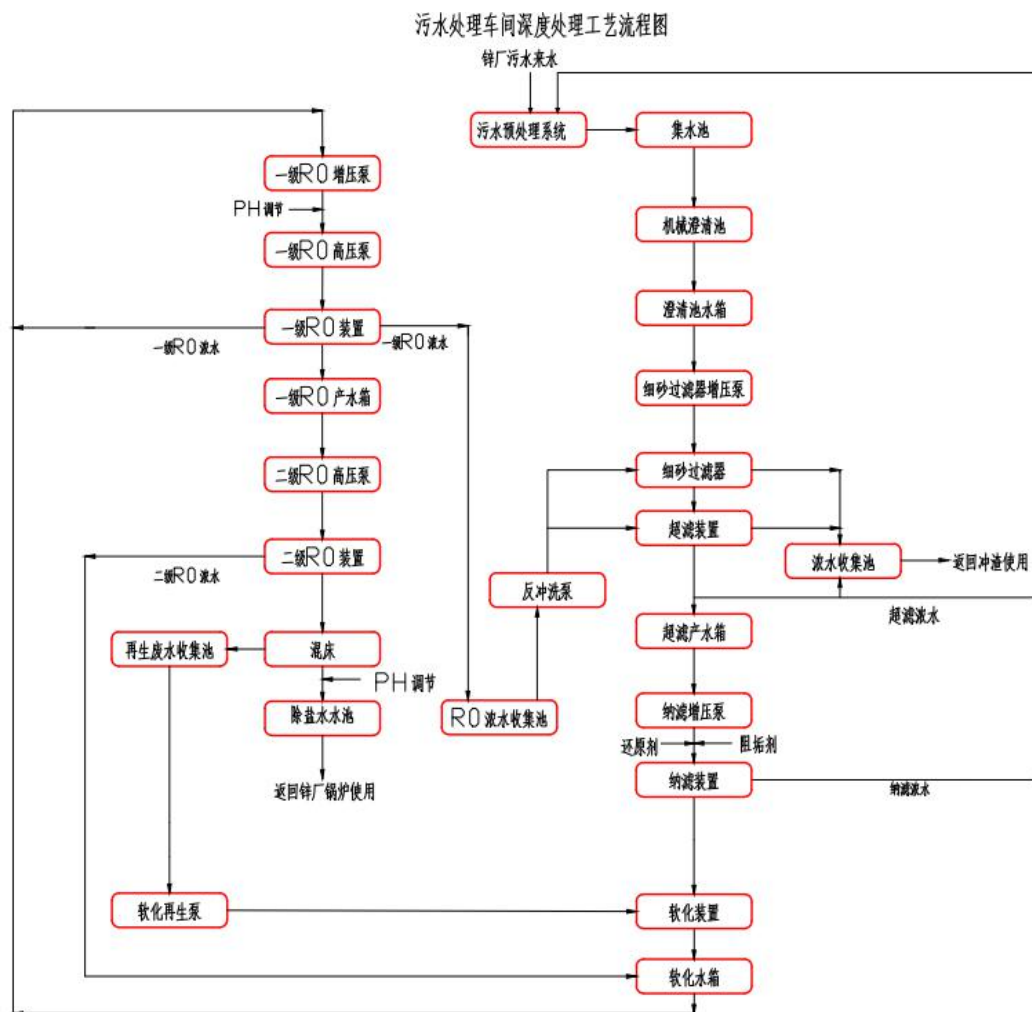 污水处理车间深度处理工艺流程图
锌厂污水来水
污水预处理系统
集水池
一级RO增压泵
PH调节
机械澄清池
一级RO高压泵
澄清池水箱
一级RO装置
一级RO浓水
一级RO浓水
一级RO产水箱
细砂过滤器增压泵
二级RO高压泵
细砂过滤器
超滤装置
二级RO装置
二级RO浓水
浓水收集池
返回冲渣使用
反冲洗泵
超滤浓水
超滤产水箱
再生废水收集池
混床
PH调节
除盐水水池
RO浓水收集池
纳滤增压泵
还原剂
阻垢剂
纳滤装置
纳滤浓水
返回锌厂锅炉使用
软化再生泵
软化装置
软化水箱